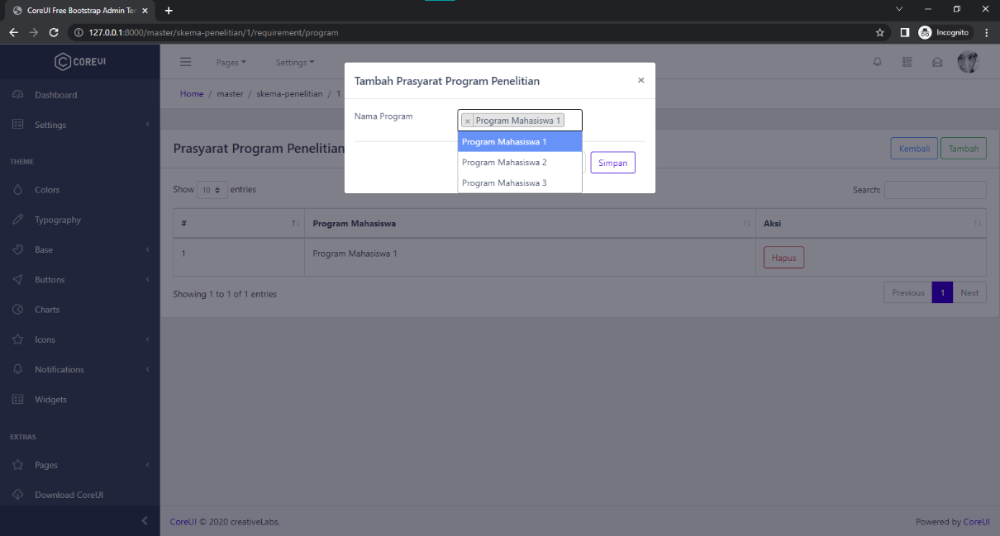 CoreUI Free Bootstrap Admin Ter
127.0.0.1:8000/master/skema-penelitian/1/requirement/program
Incognito
COREUI
Pages
Settings
Home / master / skema-penelitian / 1
Dashboard
Settings
THEME
Colors
Typography
Base
Buttons
Charts
Icons
Notifications
Widgets
EXTRAS
Pages
Download CoreUI
Tambah Prasyarat Program Penelitian
×
Nama Program
× Program Mahasiswa 1
Program Mahasiswa 1
Program Mahasiswa 2
Program Mahasiswa 3
Simpan
Prasyarat Program Penelitian
Kembali
Tambah
Show 10 entries
Search:
# Program Mahasiswa Aksi
1 Program Mahasiswa 1 Hapus
Showing 1 to 1 of 1 entries
Previous 1 Next
CoreUI © 2020 creativeLabs.
Powered by CoreUI